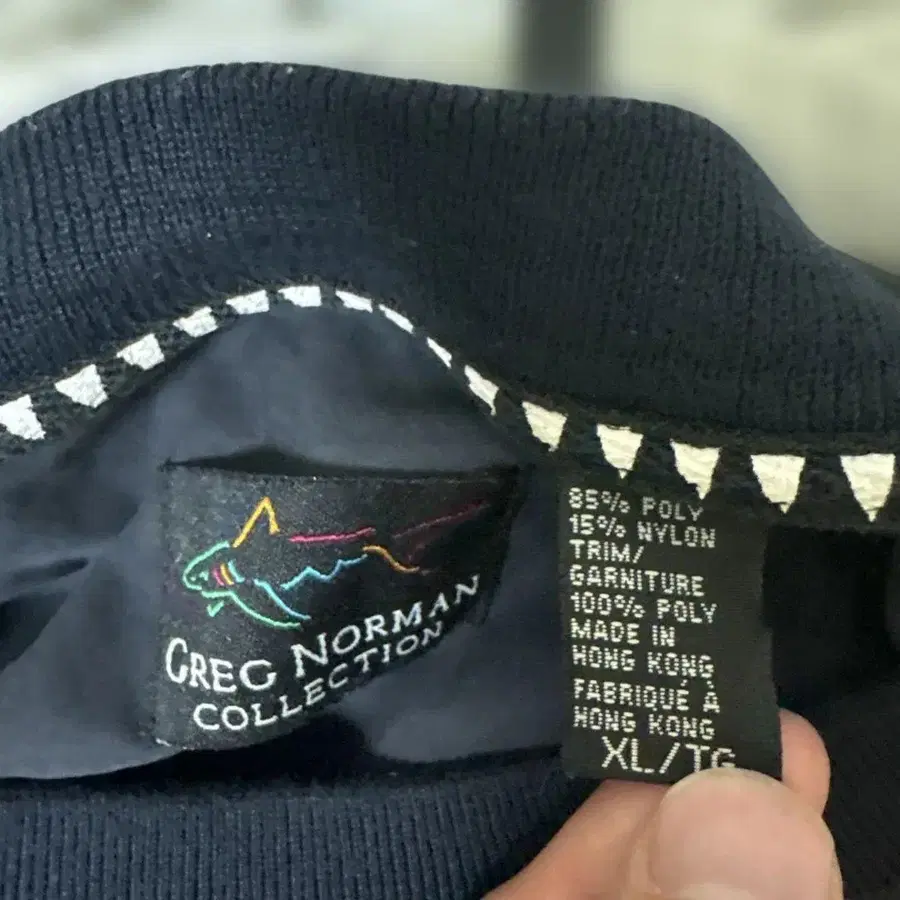 GREG NORMAN
COLLECTION
85% POLY
15% NYLON
TRIM/
GARNITURE
100% POLY
MADE IN
HONG KONG
FABRIQUÉ À
HONG KONG
XL/TG